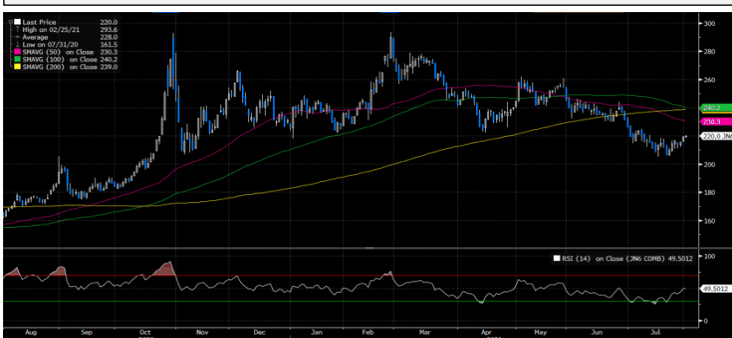 Last Price 220.0
High on 02/25/21 293.6
Average 228.0
Low on 07/31/20 161.5
SMAVG (50) on Close 230.3
SMAVG (100) on Close 240.2
SMAVG (200) on Close 239.0
300
280
260
240.2
230.3
220.0
200
180
160
RSI (14) on Close (JN6 COMB) 49.5012
100
49.5012
0
Aug Sep Oct Nov Dec Jan Feb Mar Apr May Jun Jul